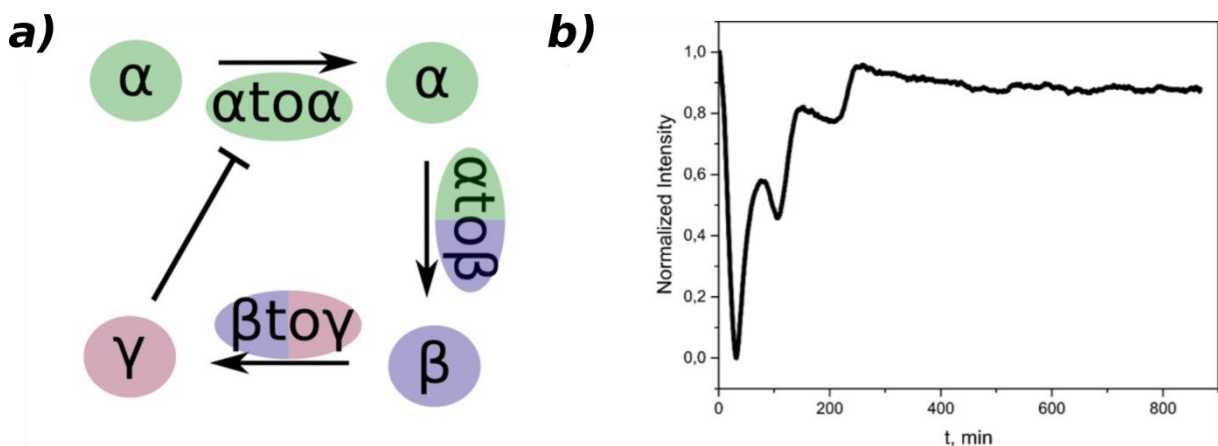 a)
α
αtoα
α
αtoβ
βtoγ
γ
β
b)
Normalized Intensity
1,0
0,8
0,6
0,4
0,2
0,0
0 200 400 600 800
t, min